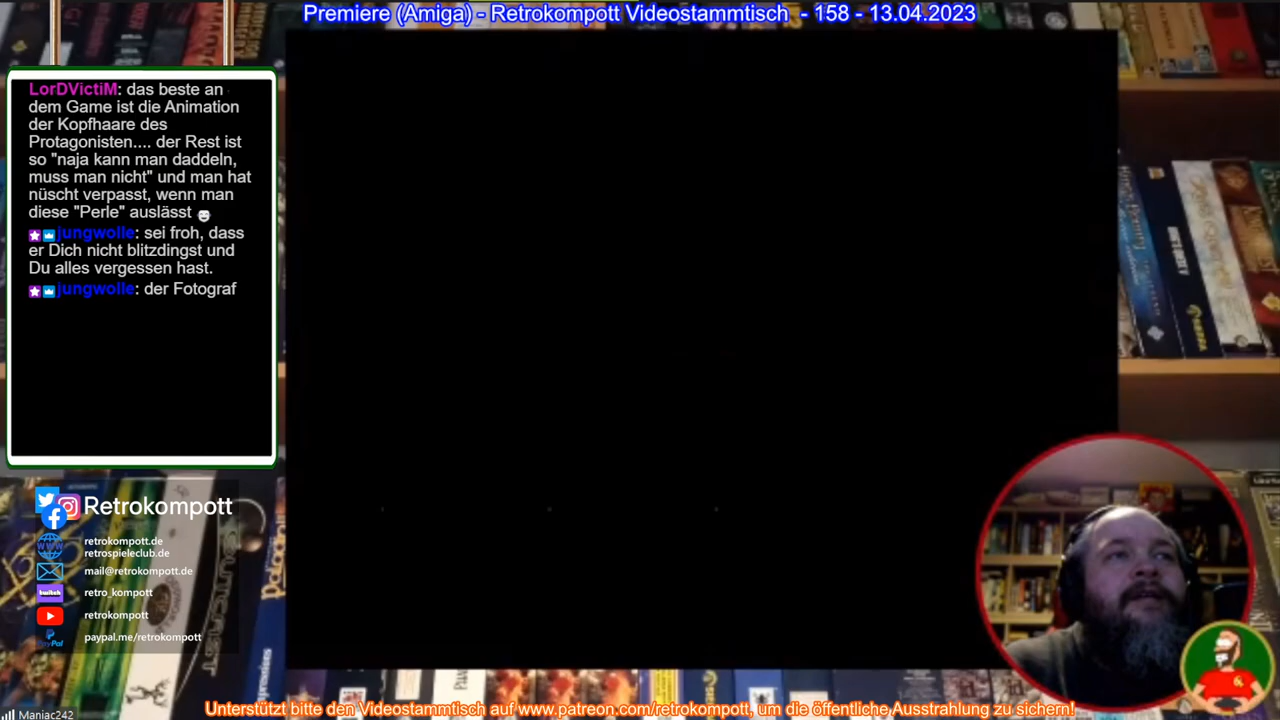 Premiere (Amiga) - Retrokompott Videostammtisch - 158 - 13.04.2023
LorDVictiM: das beste an
dem Game ist die Animation
der Kopfhaare des
Protagonisten.... der Rest ist
so "naja kann man daddeln,
muss man nicht" und man hat
nüscht verpasst, wenn man
diese "Perle" auslässt
jungwolle: sei froh, dass
er Dich nicht blitzdingst und
Du alles vergessen hast.
jungwolle: der Fotograf
Retrokompott
retrokompott.de
retrospieleclub.de
mail@retrokompott.de
retro_kompott
retrokompott
paypal.me/retrokompott
OUTCAST
Maniac242
Unterstützt bitte den Videostammtisch auf www.patreon.com/retrokompott, um die öffentliche Ausstrahlung zu sichern!